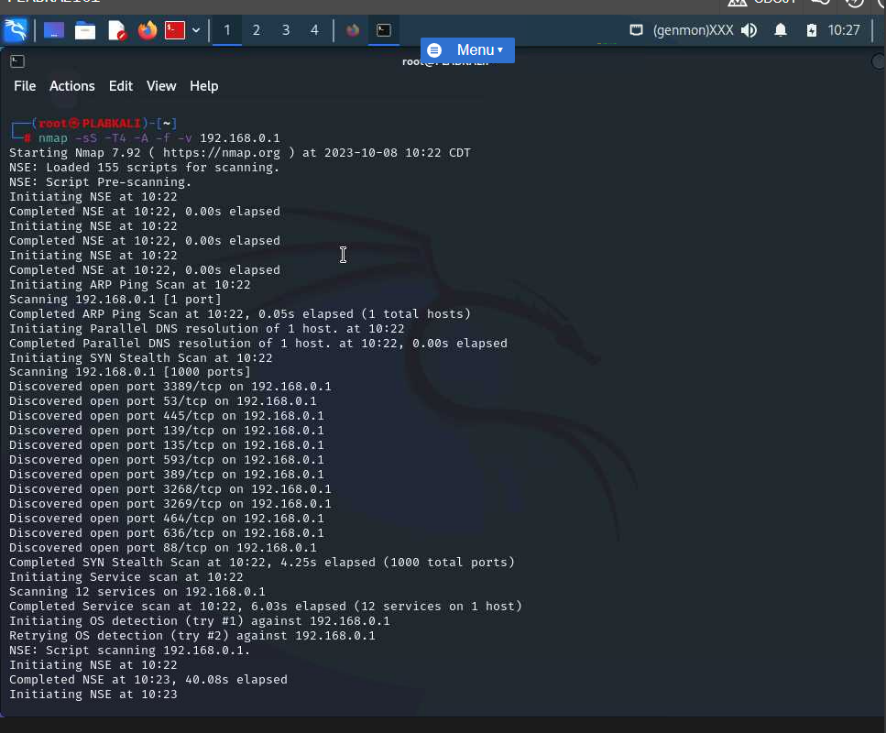 1 2 3 4
(genmon)XXX 10:27
Menu
File Actions Edit View Help
(root㉿PLABKALI)-[~]
# nmap -sS -T4 -A -f -v 192.168.0.1
Starting Nmap 7.92 ( https://nmap.org ) at 2023-10-08 10:22 CDT
NSE: Loaded 155 scripts for scanning.
NSE: Script Pre-scanning.
Initiating NSE at 10:22
Completed NSE at 10:22, 0.00s elapsed
Initiating NSE at 10:22
Completed NSE at 10:22, 0.00s elapsed
Initiating NSE at 10:22
Completed NSE at 10:22, 0.00s elapsed
Initiating ARP Ping Scan at 10:22
Scanning 192.168.0.1 [1 port]
Completed ARP Ping Scan at 10:22, 0.05s elapsed (1 total hosts)
Initiating Parallel DNS resolution of 1 host. at 10:22
Completed Parallel DNS resolution of 1 host. at 10:22, 0.00s elapsed
Initiating SYN Stealth Scan at 10:22
Scanning 192.168.0.1 [1000 ports]
Discovered open port 3389/tcp on 192.168.0.1
Discovered open port 53/tcp on 192.168.0.1
Discovered open port 445/tcp on 192.168.0.1
Discovered open port 139/tcp on 192.168.0.1
Discovered open port 135/tcp on 192.168.0.1
Discovered open port 593/tcp on 192.168.0.1
Discovered open port 389/tcp on 192.168.0.1
Discovered open port 3268/tcp on 192.168.0.1
Discovered open port 3269/tcp on 192.168.0.1
Discovered open port 464/tcp on 192.168.0.1
Discovered open port 636/tcp on 192.168.0.1
Discovered open port 88/tcp on 192.168.0.1
Completed SYN Stealth Scan at 10:22, 4.25s elapsed (1000 total ports)
Initiating Service scan at 10:22
Scanning 12 services on 192.168.0.1
Completed Service scan at 10:22, 6.03s elapsed (12 services on 1 host)
Initiating OS detection (try #1) against 192.168.0.1
Retrying OS detection (try #2) against 192.168.0.1
NSE: Script scanning 192.168.0.1.
Initiating NSE at 10:22
Completed NSE at 10:23, 40.08s elapsed
Initiating NSE at 10:23